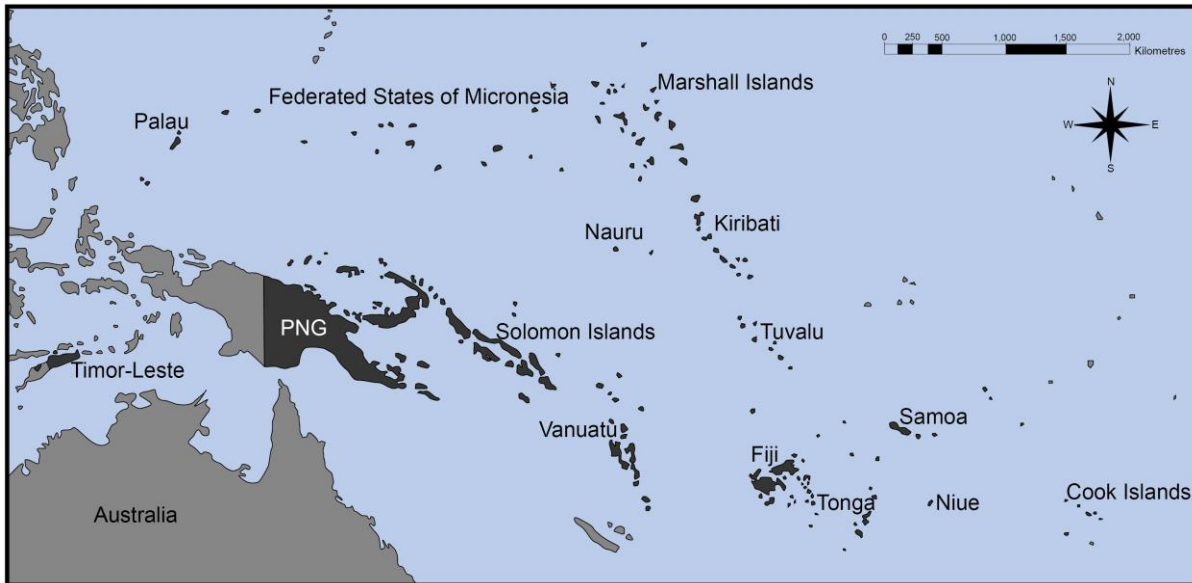 0 250 500 1,000 1,500 2,000
Kilometres
Federated States of Micronesia
Marshall Islands
N
W E
S
Palau
Nauru
Kiribati
PNG
Solomon Islands
Tuvalu
Timor-Leste
Vanuatu
Samoa
Fiji
Australia
Tonga
Niue
Cook Islands